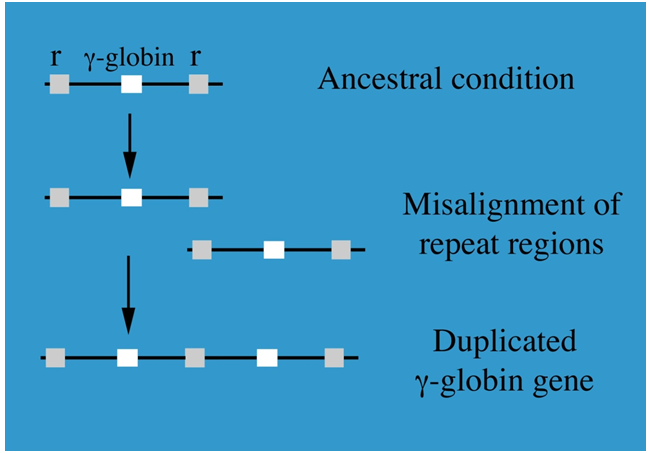 r γ-globin r
Ancestral condition
Misalignment of
repeat regions
Duplicated
γ-globin gene